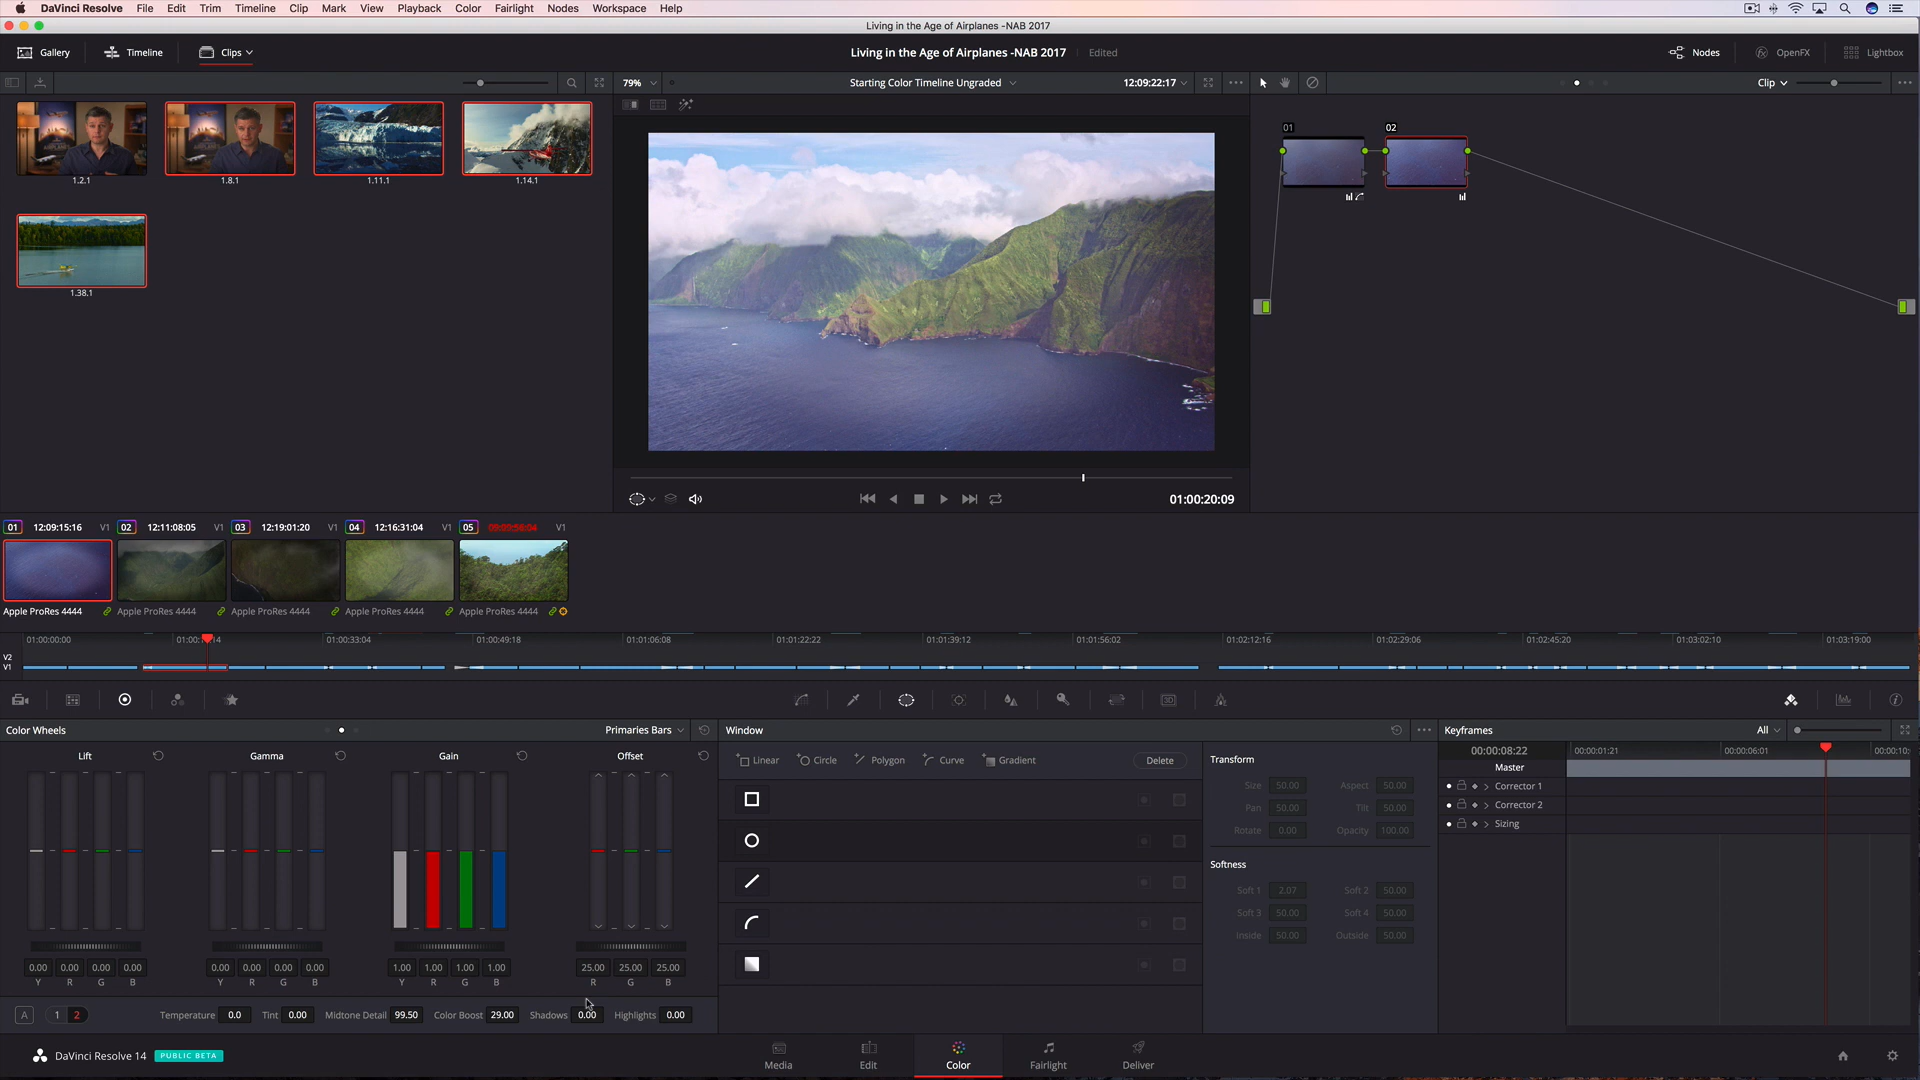 DaVinci Resolve File Edit Trim Timeline Clip Mark View Playback Color Fairlight Nodes Workspace Help
Living in the Age of Airplanes -NAB 2017
Gallery Timeline Clips Living in the Age of Airplanes -NAB 2017 Edited Nodes OpenFX Lightbox
79% Starting Color Timeline Ungraded 12:09:22:17 Clip
1.2.1 1.8.1 1.11.1 1.14.1
1.38.1
01 02
01:00:20:09
01 12:09:15:16 V1 02 12:11:08:05 V1 03 12:19:01:20 V1 04 12:16:31:04 V1 05 V1
Apple ProRes 4444 Apple ProRes 4444 Apple ProRes 4444 Apple ProRes 4444 Apple ProRes 4444
01:00:00:00 01:00:33:04 01:00:49:18 01:01:06:08 01:01:22:22 01:01:39:12 01:01:56:02 01:02:12:16 01:02:29:06 01:02:45:20 01:03:02:10 01:03:19:00
V2
V1
3D
Color Wheels Primaries Bars Window Keyframes All
Lift Gamma Gain Offset
Linear Circle Polygon Curve Gradient Delete
Transform
Size 50.00 Aspect 50.00
Pan 50.00 Tilt 50.00
Rotate 0.00 Opacity 100.00
Softness
Soft 1 2.07 Soft 2 50.00
Soft 3 50.00 Soft 4 50.00
Inside 50.00 Outside 50.00
00:00:08:22 00:00:01:21 00:00:06:01 00:00:10:
Master
Corrector 1
Corrector 2
Sizing
0.00 0.00 0.00 0.00 0.00 0.00 0.00 0.00 1.00 1.00 1.00 1.00 25.00 25.00 25.00
Y R G B Y R G B Y R G B R G B
A 1 2 Temperature 0.0 Tint 0.00 Midtone Detail 99.50 Color Boost 29.00 Shadows 0.00 Highlights 0.00
DaVinci Resolve 14 PUBLIC BETA
Media Edit Color Fairlight Deliver